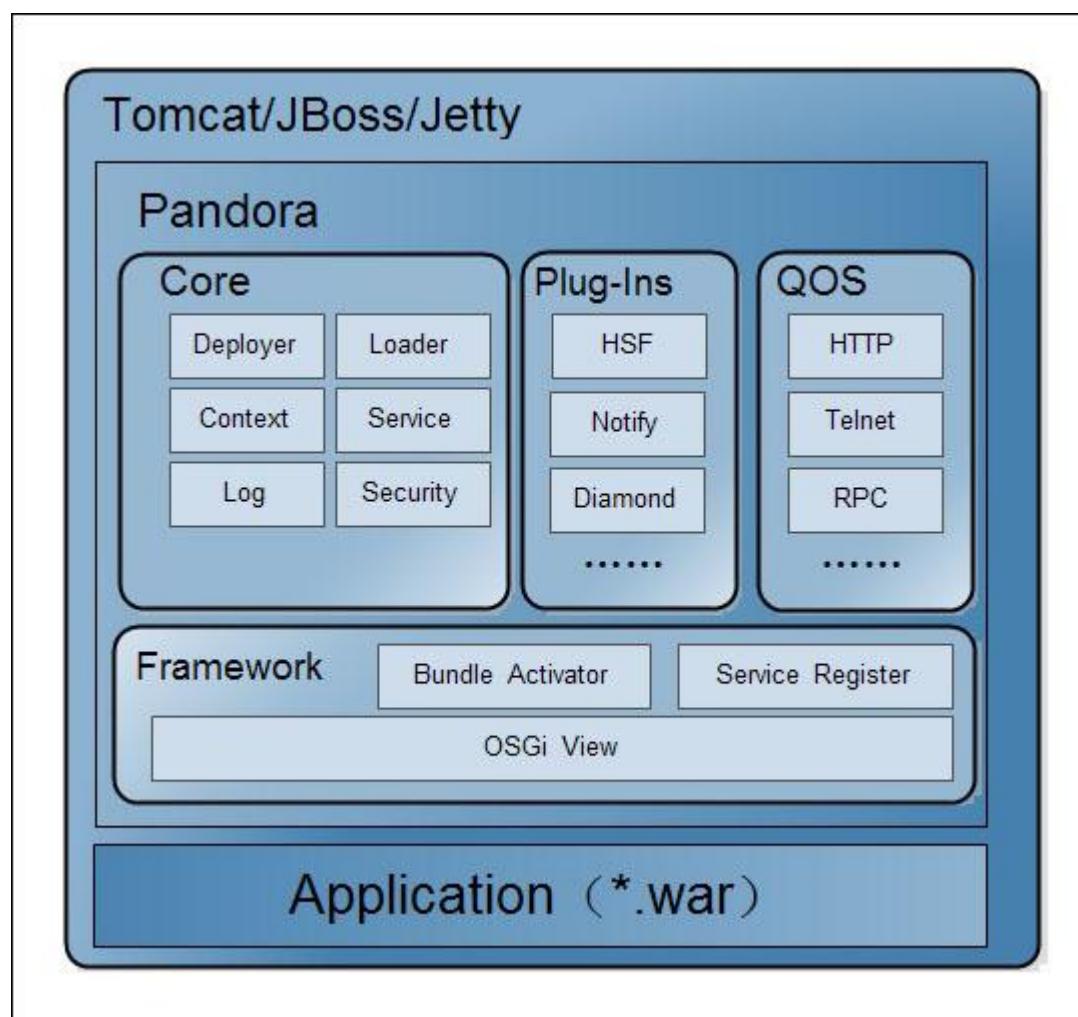 Tomcat/JBoss/Jetty
Pandora
Core
Deployer
Loader
Context
Service
Log
Security
Plug-Ins
HSF
Notify
Diamond
......
QOS
HTTP
Telnet
RPC
......
Framework
Bundle Activator
Service Register
OSGi View
Application（*.war）